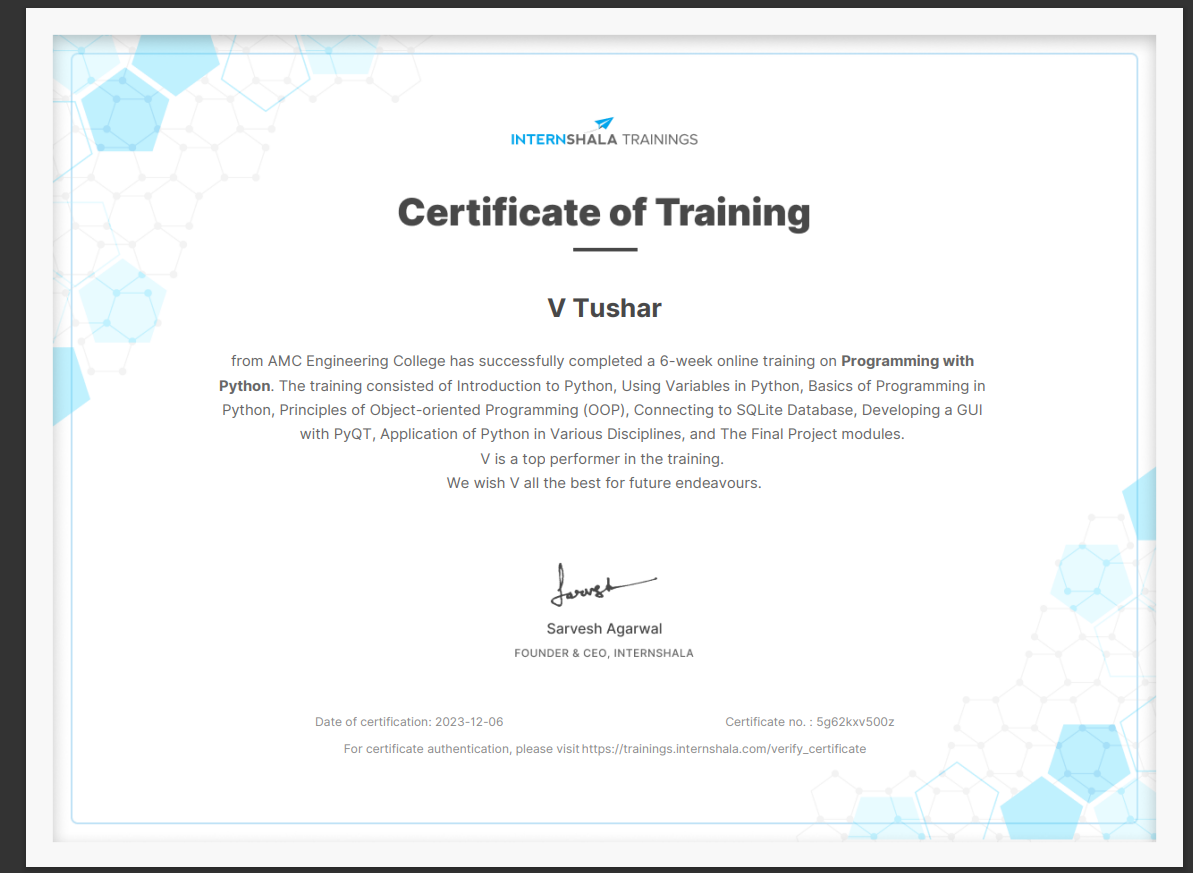 INTERNSHALA TRAININGS
Certificate of Training
V Tushar
from AMC Engineering College has successfully completed a 6-week online training on Programming with
Python. The training consisted of Introduction to Python, Using Variables in Python, Basics of Programming in
Python, Principles of Object-oriented Programming (OOP), Connecting to SQLite Database, Developing a GUI
with PyQT, Application of Python in Various Disciplines, and The Final Project modules.
V is a top performer in the training.
We wish V all the best for future endeavours.
Sarvesh
Sarvesh Agarwal
FOUNDER & CEO, INTERNSHALA
Date of certification: 2023-12-06 Certificate no. : 5g62kxv500z
For certificate authentication, please visit https://trainings.internshala.com/verify_certificate